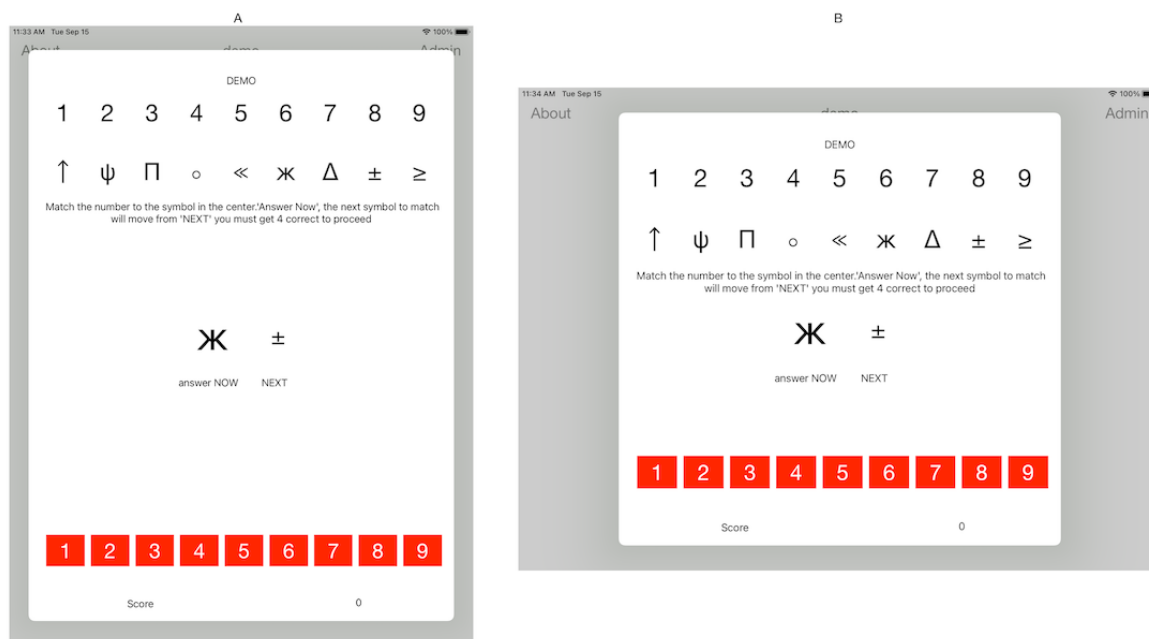 A
11:33 AM Tue Sep 15 100%
About demo Admin
DEMO
1 2 3 4 5 6 7 8 9
↑ ψ Π ○ ≪ ж Δ ± ≥
Match the number to the symbol in the center.'Answer Now', the next symbol to match
will move from 'NEXT' you must get 4 correct to proceed
Ж ±
answer NOW NEXT
1 2 3 4 5 6 7 8 9
Score 0
B
11:34 AM Tue Sep 15 100%
About demo Admin
DEMO
1 2 3 4 5 6 7 8 9
↑ ψ Π ○ ≪ ж Δ ± ≥
Match the number to the symbol in the center.'Answer Now', the next symbol to match
will move from 'NEXT' you must get 4 correct to proceed
Ж ±
answer NOW NEXT
1 2 3 4 5 6 7 8 9
Score 0